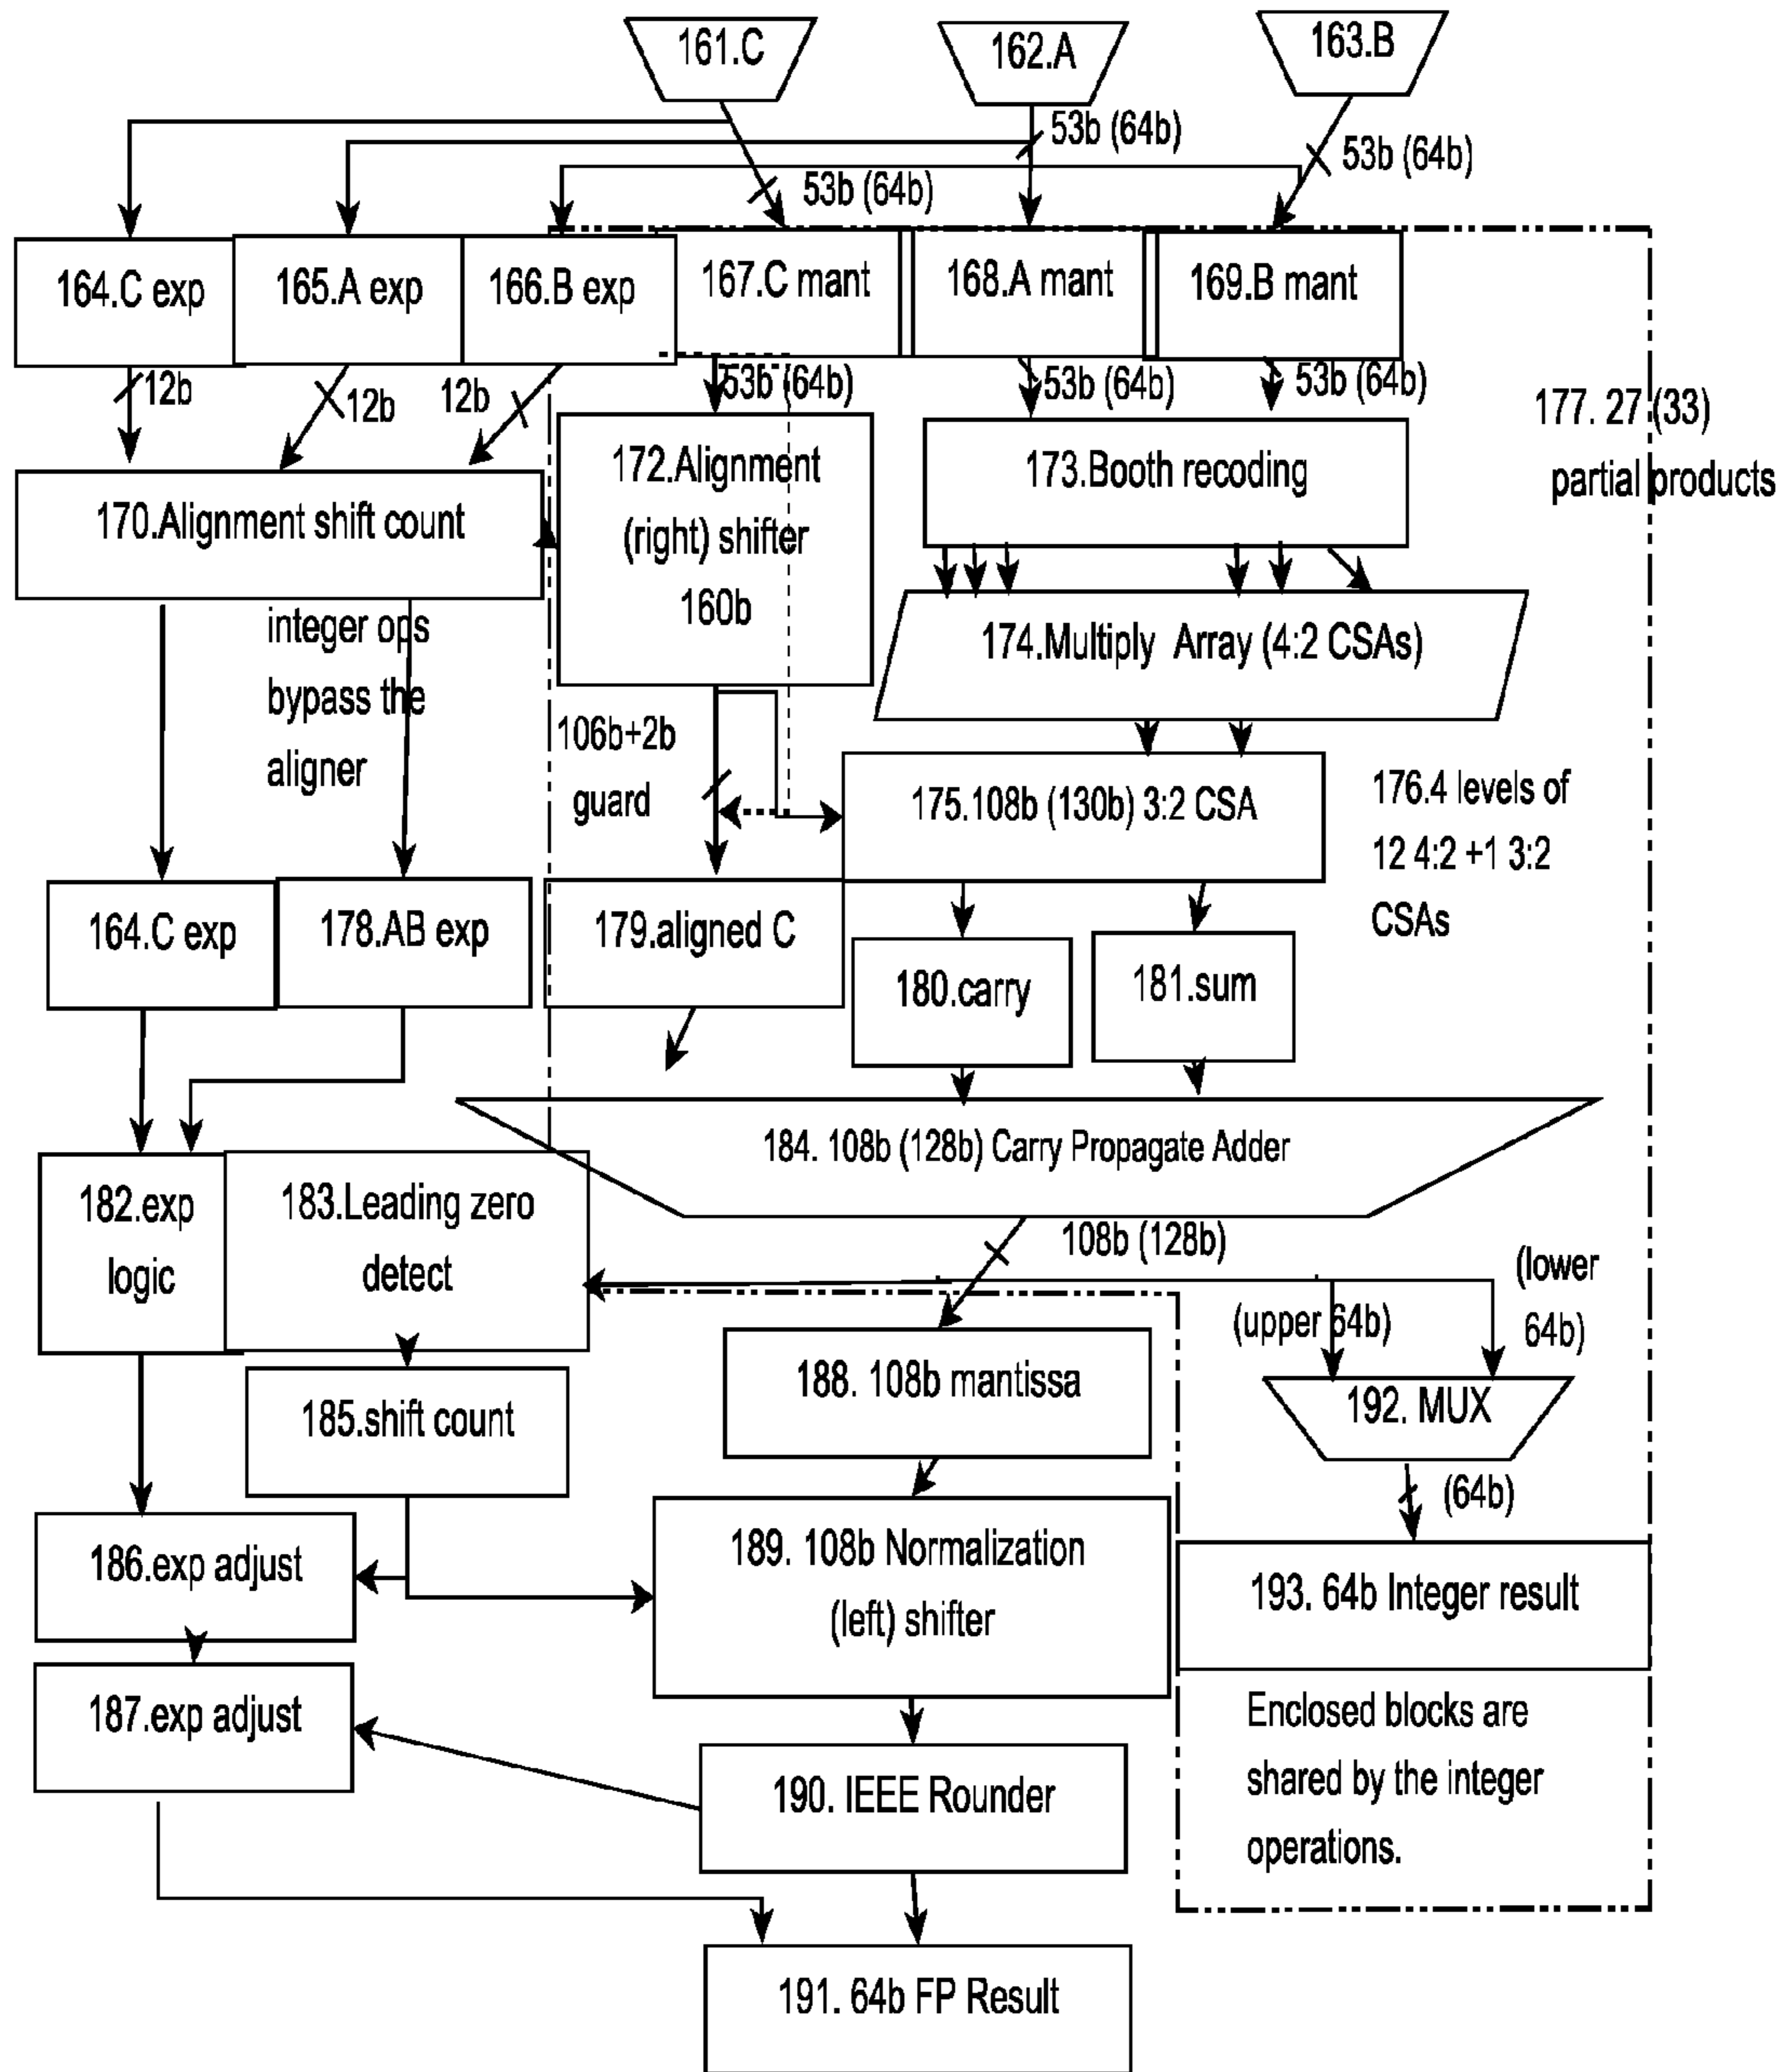 161.C
162.A
163.B
53b (64b)
53b (64b)
53b (64b)
164.C exp
165.A exp
166.B exp
167.C mant
168.A mant
169.B mant
12b
12b
12b
53b (64b)
53b (64b)
53b (64b)
177. 27 (33)
partial products
170.Alignment shift count
172.Alignment
(right) shifter
160b
173.Booth recoding
integer ops
bypass the
aligner
174.Multiply Array (4:2 CSAs)
106b+2b
guard
175.108b (130b) 3:2 CSA
176.4 levels of
12 4:2 +1 3:2
CSAs
164.C exp
178.AB exp
179.aligned C
180.carry
181.sum
184. 108b (128b) Carry Propagate Adder
182.exp
logic
183.Leading zero
detect
108b (128b)
(upper 64b)
(lower
64b)
188. 108b mantissa
192. MUX
185.shift count
(64b)
186.exp adjust
189. 108b Normalization
(left) shifter
193. 64b Integer result
187.exp adjust
190. IEEE Rounder
Enclosed blocks are
shared by the integer
operations.
191. 64b FP Result